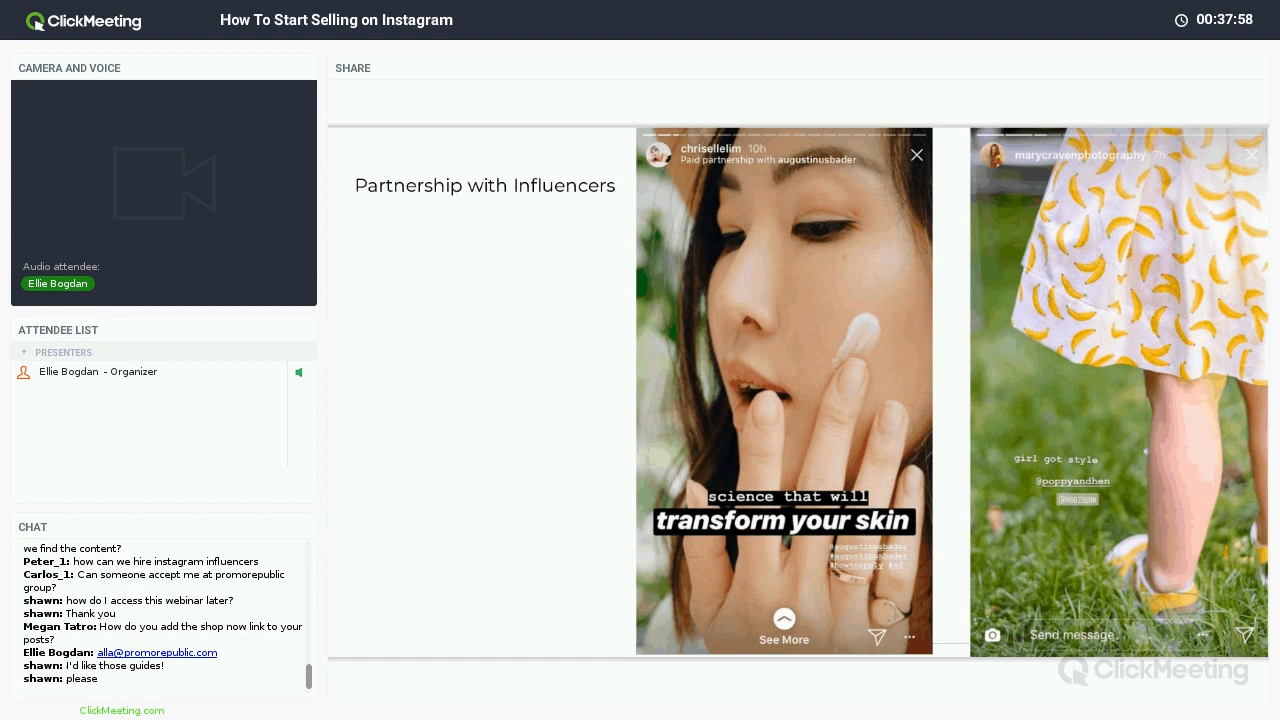 ClickMeeting
How To Start Selling on Instagram
00:37:58
CAMERA AND VOICE
Audio attendee:
Ellie Bogdan
ATTENDEE LIST
PRESENTERS
Ellie Bogdan - Organizer
CHAT
we find the content?
Peter_1: how can we hire instagram influencers
Carlos_1: Can someone accept me at promorepublic
group?
shawn: how do I access this webinar later?
shawn: Thank you
Megan Tatro: How do you add the shop now link to your
posts?
Ellie Bogdan: alla@promorepublic.com
shawn: I'd like those guides!
shawn: please
ClickMeeting.com
SHARE
Partnership with Influencers
chrisellelim 10h
Paid partnership with augustinusbader
science that will
transform your skin
@augustinusbader
#augustinusbader
#howtoapply #ad
See More
marycravenphotography 7h
girl got style
@poppyandhen
Send message
ClickMeeting